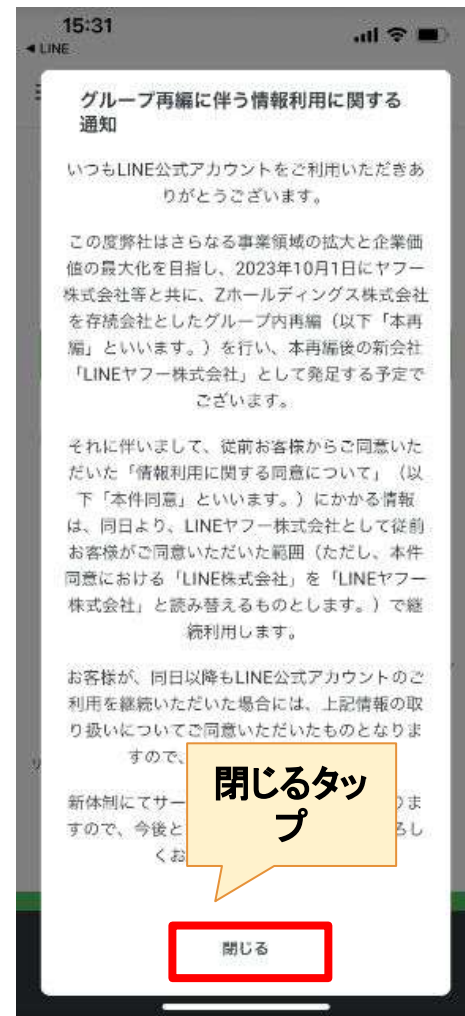 15:31
◀ LINE
グループ再編に伴う情報利用に関する
通知
いつもLINE公式アカウントをご利用いただきあ
りがとうございます。
この度弊社はさらなる事業領域の拡大と企業価
値の最大化を目指し、2023年10月1日にヤフー
株式会社等と共に、Zホールディングス株式会社
を存続会社としたグループ内再編（以下「本再
編」といいます。）を行い、本再編後の新会社
「LINEヤフー株式会社」として発足する予定で
ございます。
それに伴いまして、従前お客様からご同意いた
だいた「情報利用に関する同意について」（以
下「本件同意」といいます。）にかかる情報
は、同日より、LINEヤフー株式会社として従前
お客様がご同意いただいた範囲（ただし、本件
同意における「LINE株式会社」を「LINEヤフー
株式会社」と読み替えるものとします。）で継
続利用します。
お客様が、同日以降もLINE公式アカウントのご
利用を継続いただいた場合には、上記情報の取
り扱いについてご同意いただいたものとなりま
すので、
新体制にてサー りま
すので、今後と ろし
くお
閉じるタッ
プ
閉じる